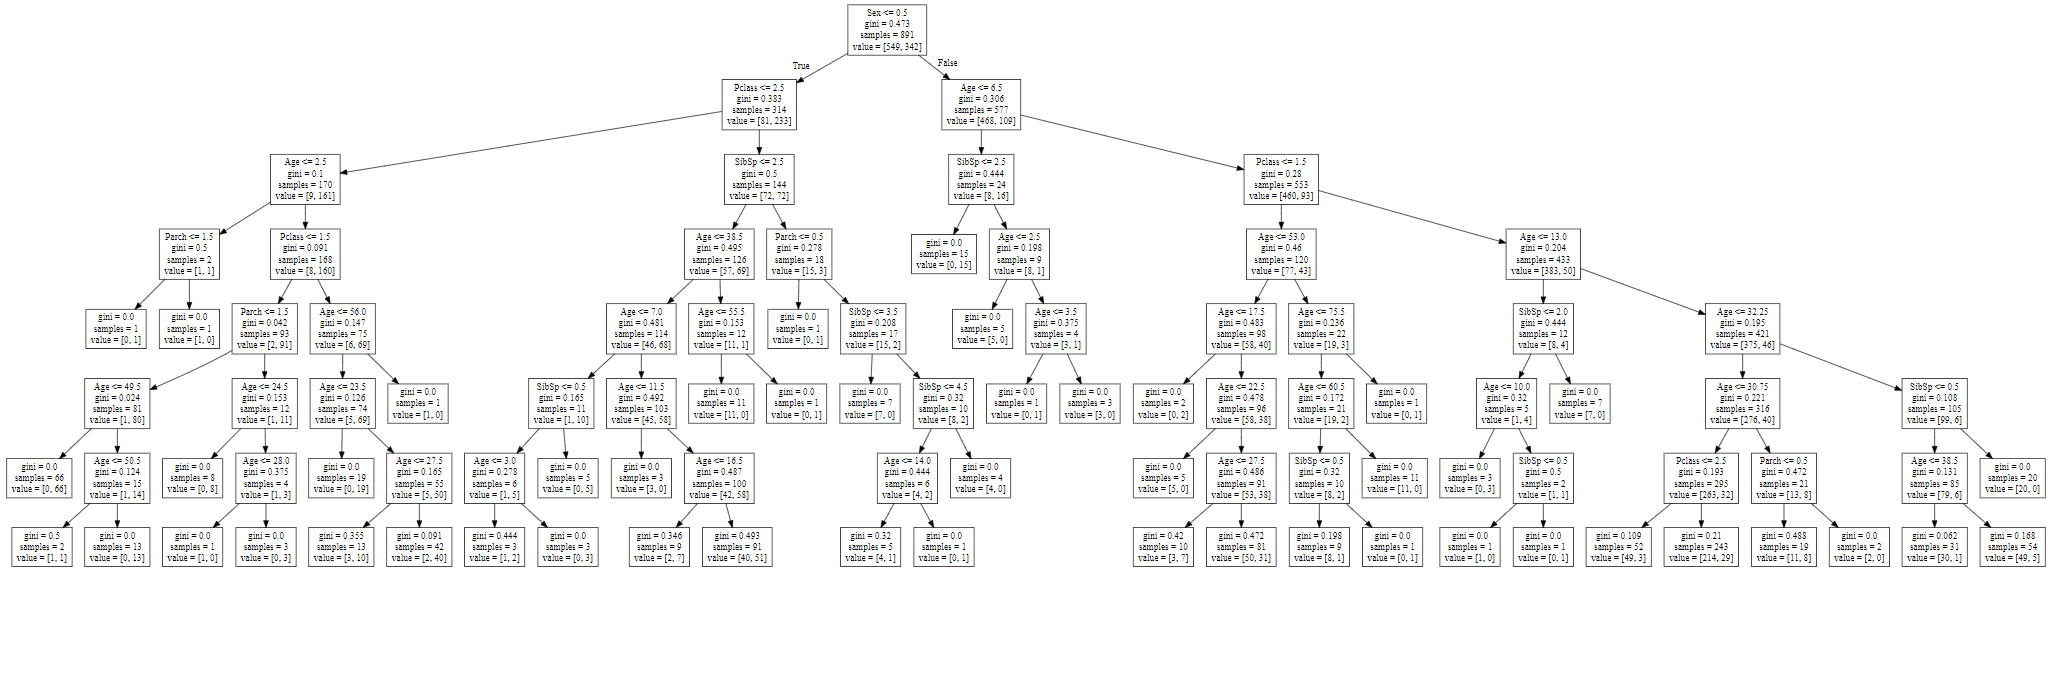 Sex <= 0.5
gini = 0.473
samples = 891
value = [549, 342]
True
False
Pclass <= 2.5
gini = 0.383
samples = 314
value = [81, 233]
Age <= 6.5
gini = 0.306
samples = 577
value = [468, 109]
Age <= 2.5
gini = 0.1
samples = 170
value = [9, 161]
SibSp <= 2.5
gini = 0.5
samples = 144
value = [72, 72]
SibSp <= 2.5
gini = 0.444
samples = 24
value = [8, 16]
Pclass <= 1.5
gini = 0.28
samples = 553
value = [460, 93]
Parch <= 1.5
gini = 0.5
samples = 2
value = [1, 1]
Pclass <= 1.5
gini = 0.091
samples = 168
value = [8, 160]
Age <= 38.5
gini = 0.495
samples = 126
value = [57, 69]
Parch <= 0.5
gini = 0.278
samples = 18
value = [15, 3]
gini = 0.0
samples = 15
value = [0, 15]
Age <= 2.5
gini = 0.198
samples = 9
value = [8, 1]
Age <= 53.0
gini = 0.46
samples = 120
value = [77, 43]
Age <= 13.0
gini = 0.204
samples = 433
value = [383, 50]
gini = 0.0
samples = 1
value = [0, 1]
gini = 0.0
samples = 1
value = [1, 0]
Parch <= 1.5
gini = 0.042
samples = 93
value = [2, 91]
Age <= 56.0
gini = 0.147
samples = 75
value = [6, 69]
Age <= 7.0
gini = 0.481
samples = 114
value = [46, 68]
Age <= 55.5
gini = 0.153
samples = 12
value = [11, 1]
gini = 0.0
samples = 1
value = [0, 1]
SibSp <= 3.5
gini = 0.208
samples = 17
value = [15, 2]
gini = 0.0
samples = 5
value = [5, 0]
Age <= 3.5
gini = 0.375
samples = 4
value = [3, 1]
Age <= 17.5
gini = 0.483
samples = 98
value = [58, 40]
Age <= 75.5
gini = 0.236
samples = 22
value = [19, 3]
SibSp <= 2.0
gini = 0.444
samples = 12
value = [8, 4]
Age <= 32.25
gini = 0.195
samples = 421
value = [375, 46]
Age <= 49.5
gini = 0.024
samples = 81
value = [1, 80]
Age <= 24.5
gini = 0.153
samples = 12
value = [1, 11]
Age <= 23.5
gini = 0.126
samples = 74
value = [5, 69]
gini = 0.0
samples = 1
value = [1, 0]
SibSp <= 0.5
gini = 0.165
samples = 11
value = [1, 10]
Age <= 11.5
gini = 0.492
samples = 103
value = [45, 58]
gini = 0.0
samples = 11
value = [11, 0]
gini = 0.0
samples = 1
value = [0, 1]
gini = 0.0
samples = 7
value = [7, 0]
SibSp <= 4.5
gini = 0.32
samples = 10
value = [8, 2]
gini = 0.0
samples = 1
value = [0, 1]
gini = 0.0
samples = 3
value = [3, 0]
gini = 0.0
samples = 2
value = [0, 2]
Age <= 22.5
gini = 0.478
samples = 96
value = [58, 38]
Age <= 60.5
gini = 0.172
samples = 21
value = [19, 2]
gini = 0.0
samples = 1
value = [0, 1]
Age <= 10.0
gini = 0.32
samples = 5
value = [1, 4]
gini = 0.0
samples = 7
value = [7, 0]
Age <= 30.75
gini = 0.221
samples = 316
value = [276, 40]
SibSp <= 0.5
gini = 0.108
samples = 105
value = [99, 6]
gini = 0.0
samples = 66
value = [0, 66]
Age <= 50.5
gini = 0.124
samples = 15
value = [1, 14]
gini = 0.0
samples = 8
value = [0, 8]
Age <= 28.0
gini = 0.375
samples = 4
value = [1, 3]
gini = 0.0
samples = 19
value = [0, 19]
Age <= 27.5
gini = 0.165
samples = 55
value = [5, 50]
Age <= 3.0
gini = 0.278
samples = 6
value = [1, 5]
gini = 0.0
samples = 5
value = [0, 5]
gini = 0.0
samples = 3
value = [3, 0]
Age <= 16.5
gini = 0.487
samples = 100
value = [42, 58]
Age <= 14.0
gini = 0.444
samples = 6
value = [4, 2]
gini = 0.0
samples = 4
value = [4, 0]
gini = 0.0
samples = 5
value = [5, 0]
Age <= 27.5
gini = 0.486
samples = 91
value = [53, 38]
SibSp <= 0.5
gini = 0.32
samples = 10
value = [8, 2]
gini = 0.0
samples = 11
value = [11, 0]
gini = 0.0
samples = 3
value = [0, 3]
SibSp <= 0.5
gini = 0.5
samples = 2
value = [1, 1]
Pclass <= 2.5
gini = 0.193
samples = 295
value = [263, 32]
Parch <= 0.5
gini = 0.472
samples = 21
value = [13, 8]
Age <= 38.5
gini = 0.131
samples = 85
value = [79, 6]
gini = 0.0
samples = 20
value = [20, 0]
gini = 0.5
samples = 2
value = [1, 1]
gini = 0.0
samples = 13
value = [0, 13]
gini = 0.0
samples = 1
value = [1, 0]
gini = 0.0
samples = 3
value = [0, 3]
gini = 0.355
samples = 13
value = [3, 10]
gini = 0.091
samples = 42
value = [2, 40]
gini = 0.444
samples = 3
value = [1, 2]
gini = 0.0
samples = 3
value = [0, 3]
gini = 0.346
samples = 9
value = [2, 7]
gini = 0.493
samples = 91
value = [40, 51]
gini = 0.32
samples = 5
value = [4, 1]
gini = 0.0
samples = 1
value = [0, 1]
gini = 0.42
samples = 10
value = [3, 7]
gini = 0.472
samples = 81
value = [50, 31]
gini = 0.198
samples = 9
value = [8, 1]
gini = 0.0
samples = 1
value = [0, 1]
gini = 0.0
samples = 1
value = [1, 0]
gini = 0.0
samples = 1
value = [0, 1]
gini = 0.109
samples = 52
value = [49, 3]
gini = 0.21
samples = 243
value = [214, 29]
gini = 0.488
samples = 19
value = [11, 8]
gini = 0.0
samples = 2
value = [2, 0]
gini = 0.062
samples = 31
value = [30, 1]
gini = 0.168
samples = 54
value = [49, 5]